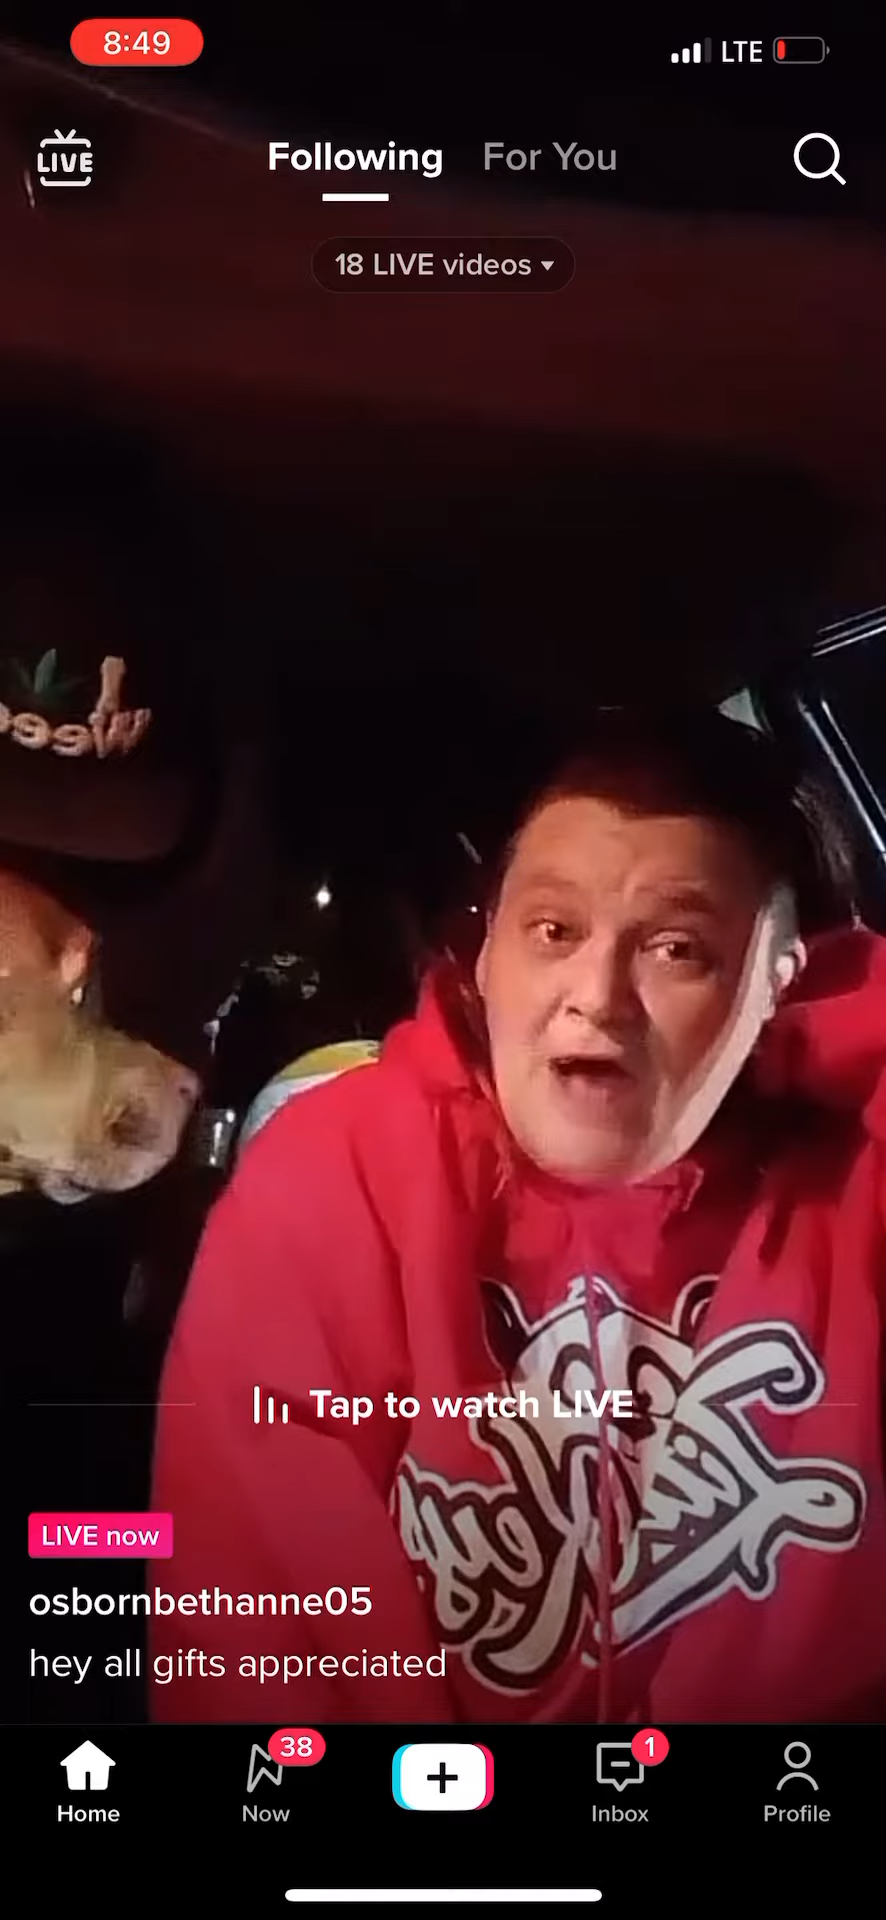 8:49
LTE
LIVE
Following
For You
18 LIVE videos
Tap to watch LIVE
LIVE now
osbornbethanne05
hey all gifts appreciated
38
1
Home
Now
Inbox
Profile